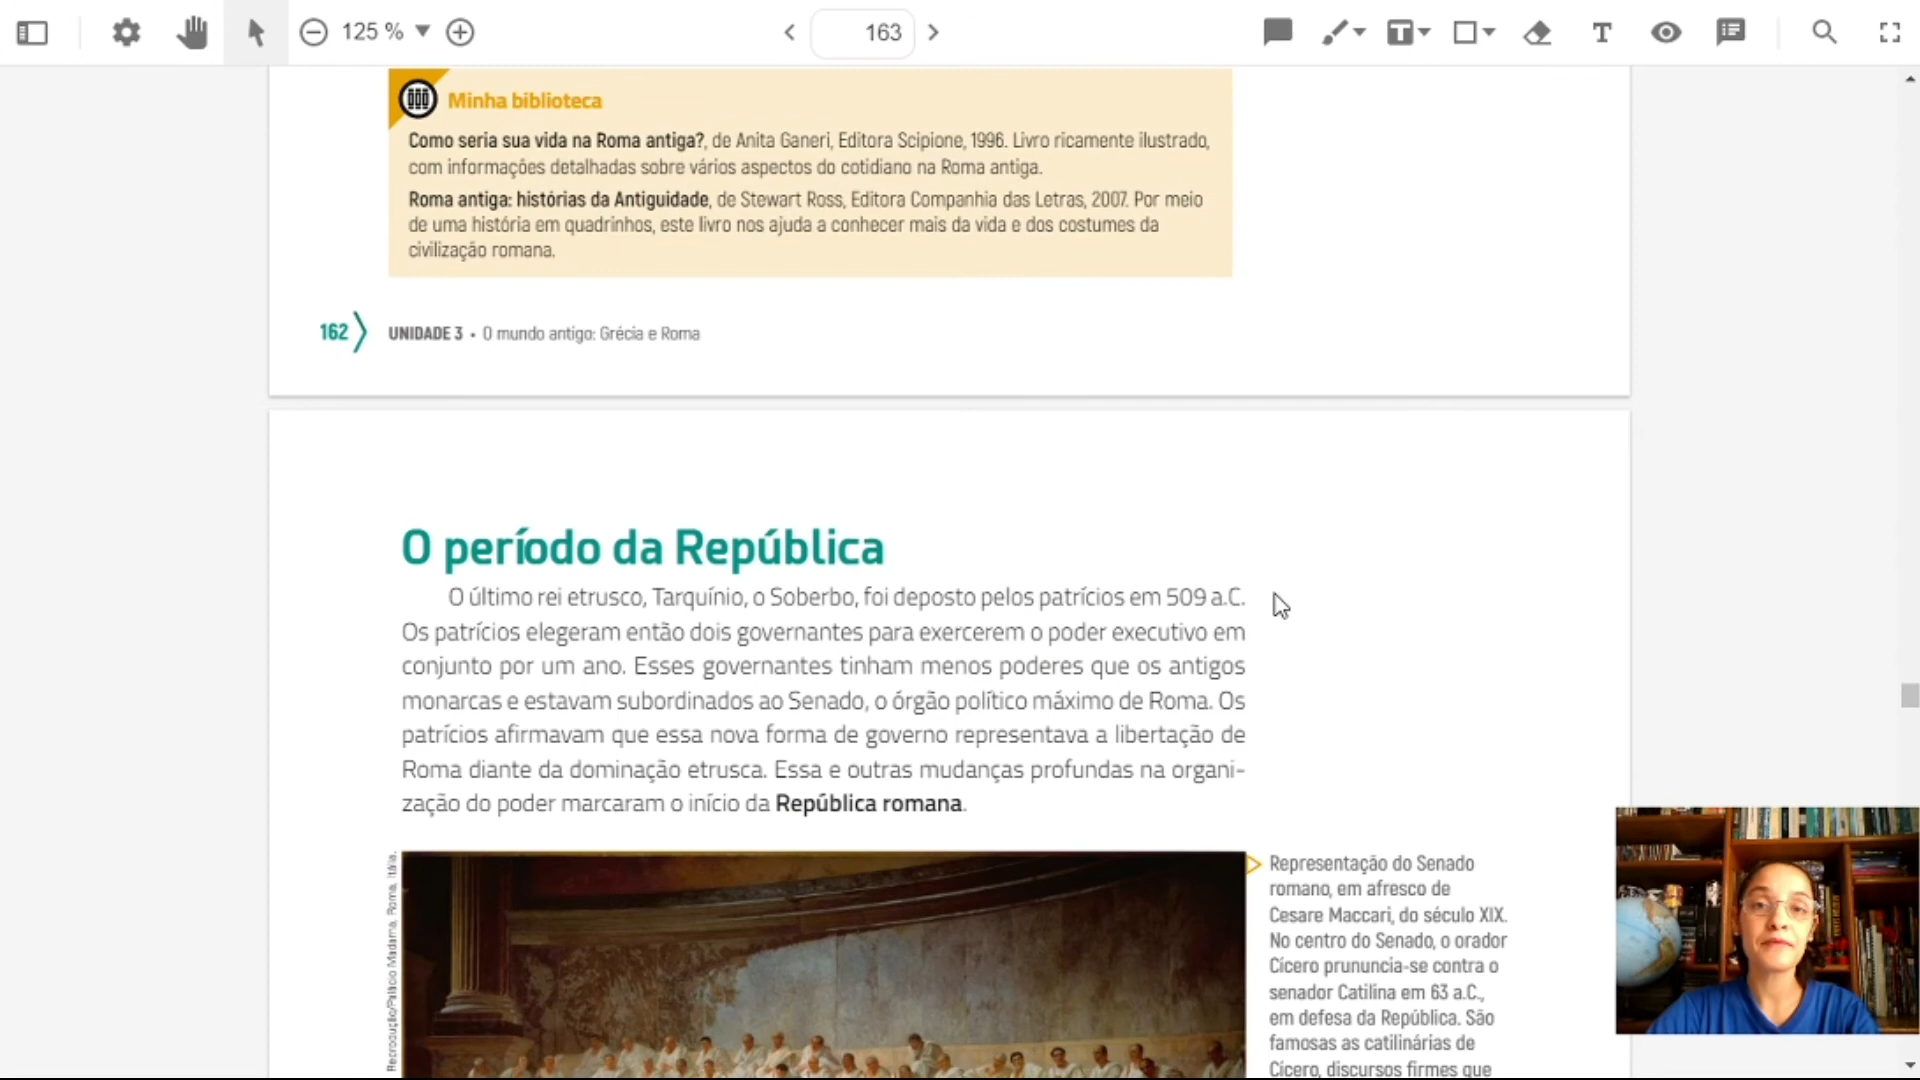 125 %
163
Minha biblioteca
Como seria sua vida na Roma antiga?, de Anita Ganeri, Editora Scipione, 1996. Livro ricamente ilustrado,
com informações detalhadas sobre vários aspectos do cotidiano na Roma antiga.
Roma antiga: histórias da Antiguidade, de Stewart Ross, Editora Companhia das Letras, 2007. Por meio
de uma história em quadrinhos, este livro nos ajuda a conhecer mais da vida e dos costumes da
civilização romana.
162
UNIDADE 3 • O mundo antigo: Grécia e Roma
O período da República
O último rei etrusco, Tarquínio, o Soberbo, foi deposto pelos patrícios em 509 a.C.
Os patrícios elegeram então dois governantes para exercerem o poder executivo em
conjunto por um ano. Esses governantes tinham menos poderes que os antigos
monarcas e estavam subordinados ao Senado, o órgão político máximo de Roma. Os
patrícios afirmavam que essa nova forma de governo representava a libertação de
Roma diante da dominação etrusca. Essa e outras mudanças profundas na organi-
zação do poder marcaram o início da República romana.
Reprodução/Palácio Madama, Roma, Itália.
Representação do Senado
romano, em afresco de
Cesare Maccari, do século XIX.
No centro do Senado, o orador
Cícero prununcia-se contra o
senador Catilina em 63 a.C.,
em defesa da República. São
famosas as catilinárias de
Cícero, discursos firmes que